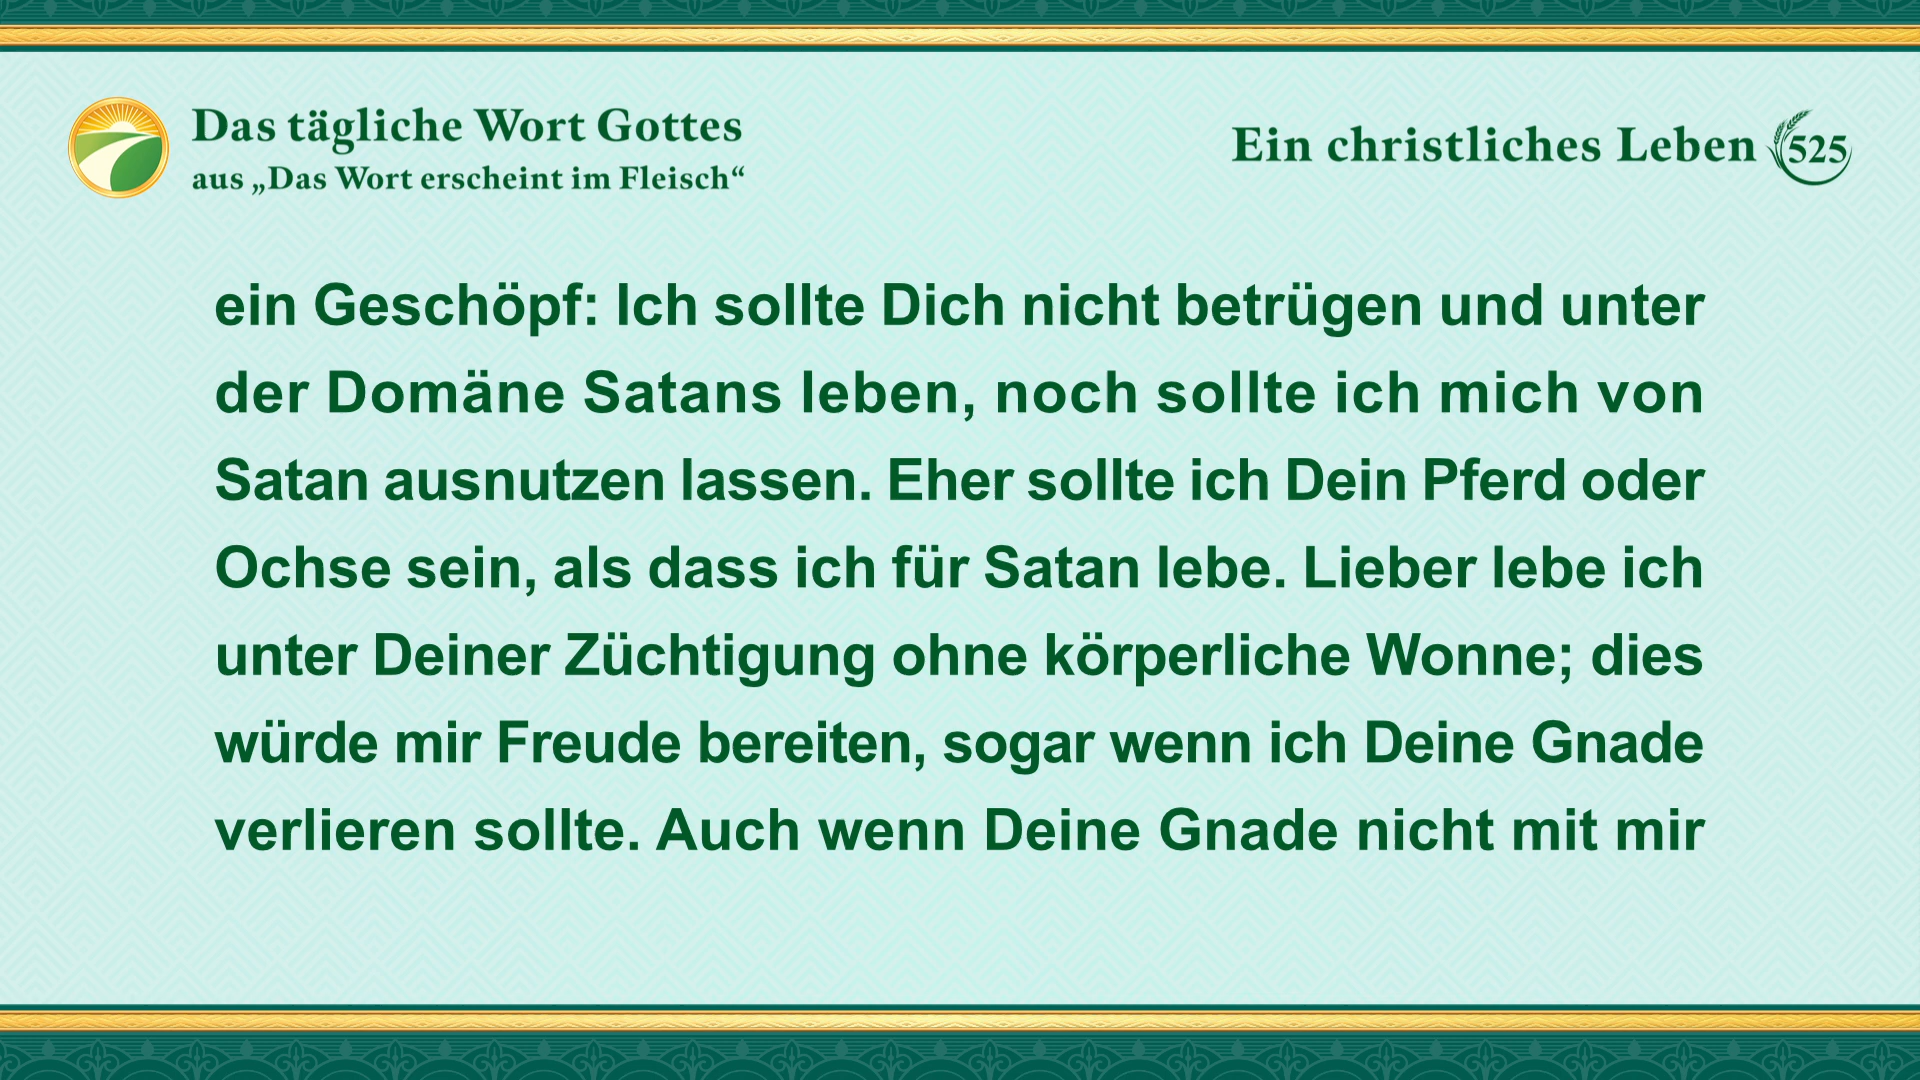 Das tägliche Wort Gottes
aus „Das Wort erscheint im Fleisch“
Ein christliches Leben 525
ein Geschöpf: Ich sollte Dich nicht betrügen und unter
der Domäne Satans leben, noch sollte ich mich von
Satan ausnutzen lassen. Eher sollte ich Dein Pferd oder
Ochse sein, als dass ich für Satan lebe. Lieber lebe ich
unter Deiner Züchtigung ohne körperliche Wonne; dies
würde mir Freude bereiten, sogar wenn ich Deine Gnade
verlieren sollte. Auch wenn Deine Gnade nicht mit mir